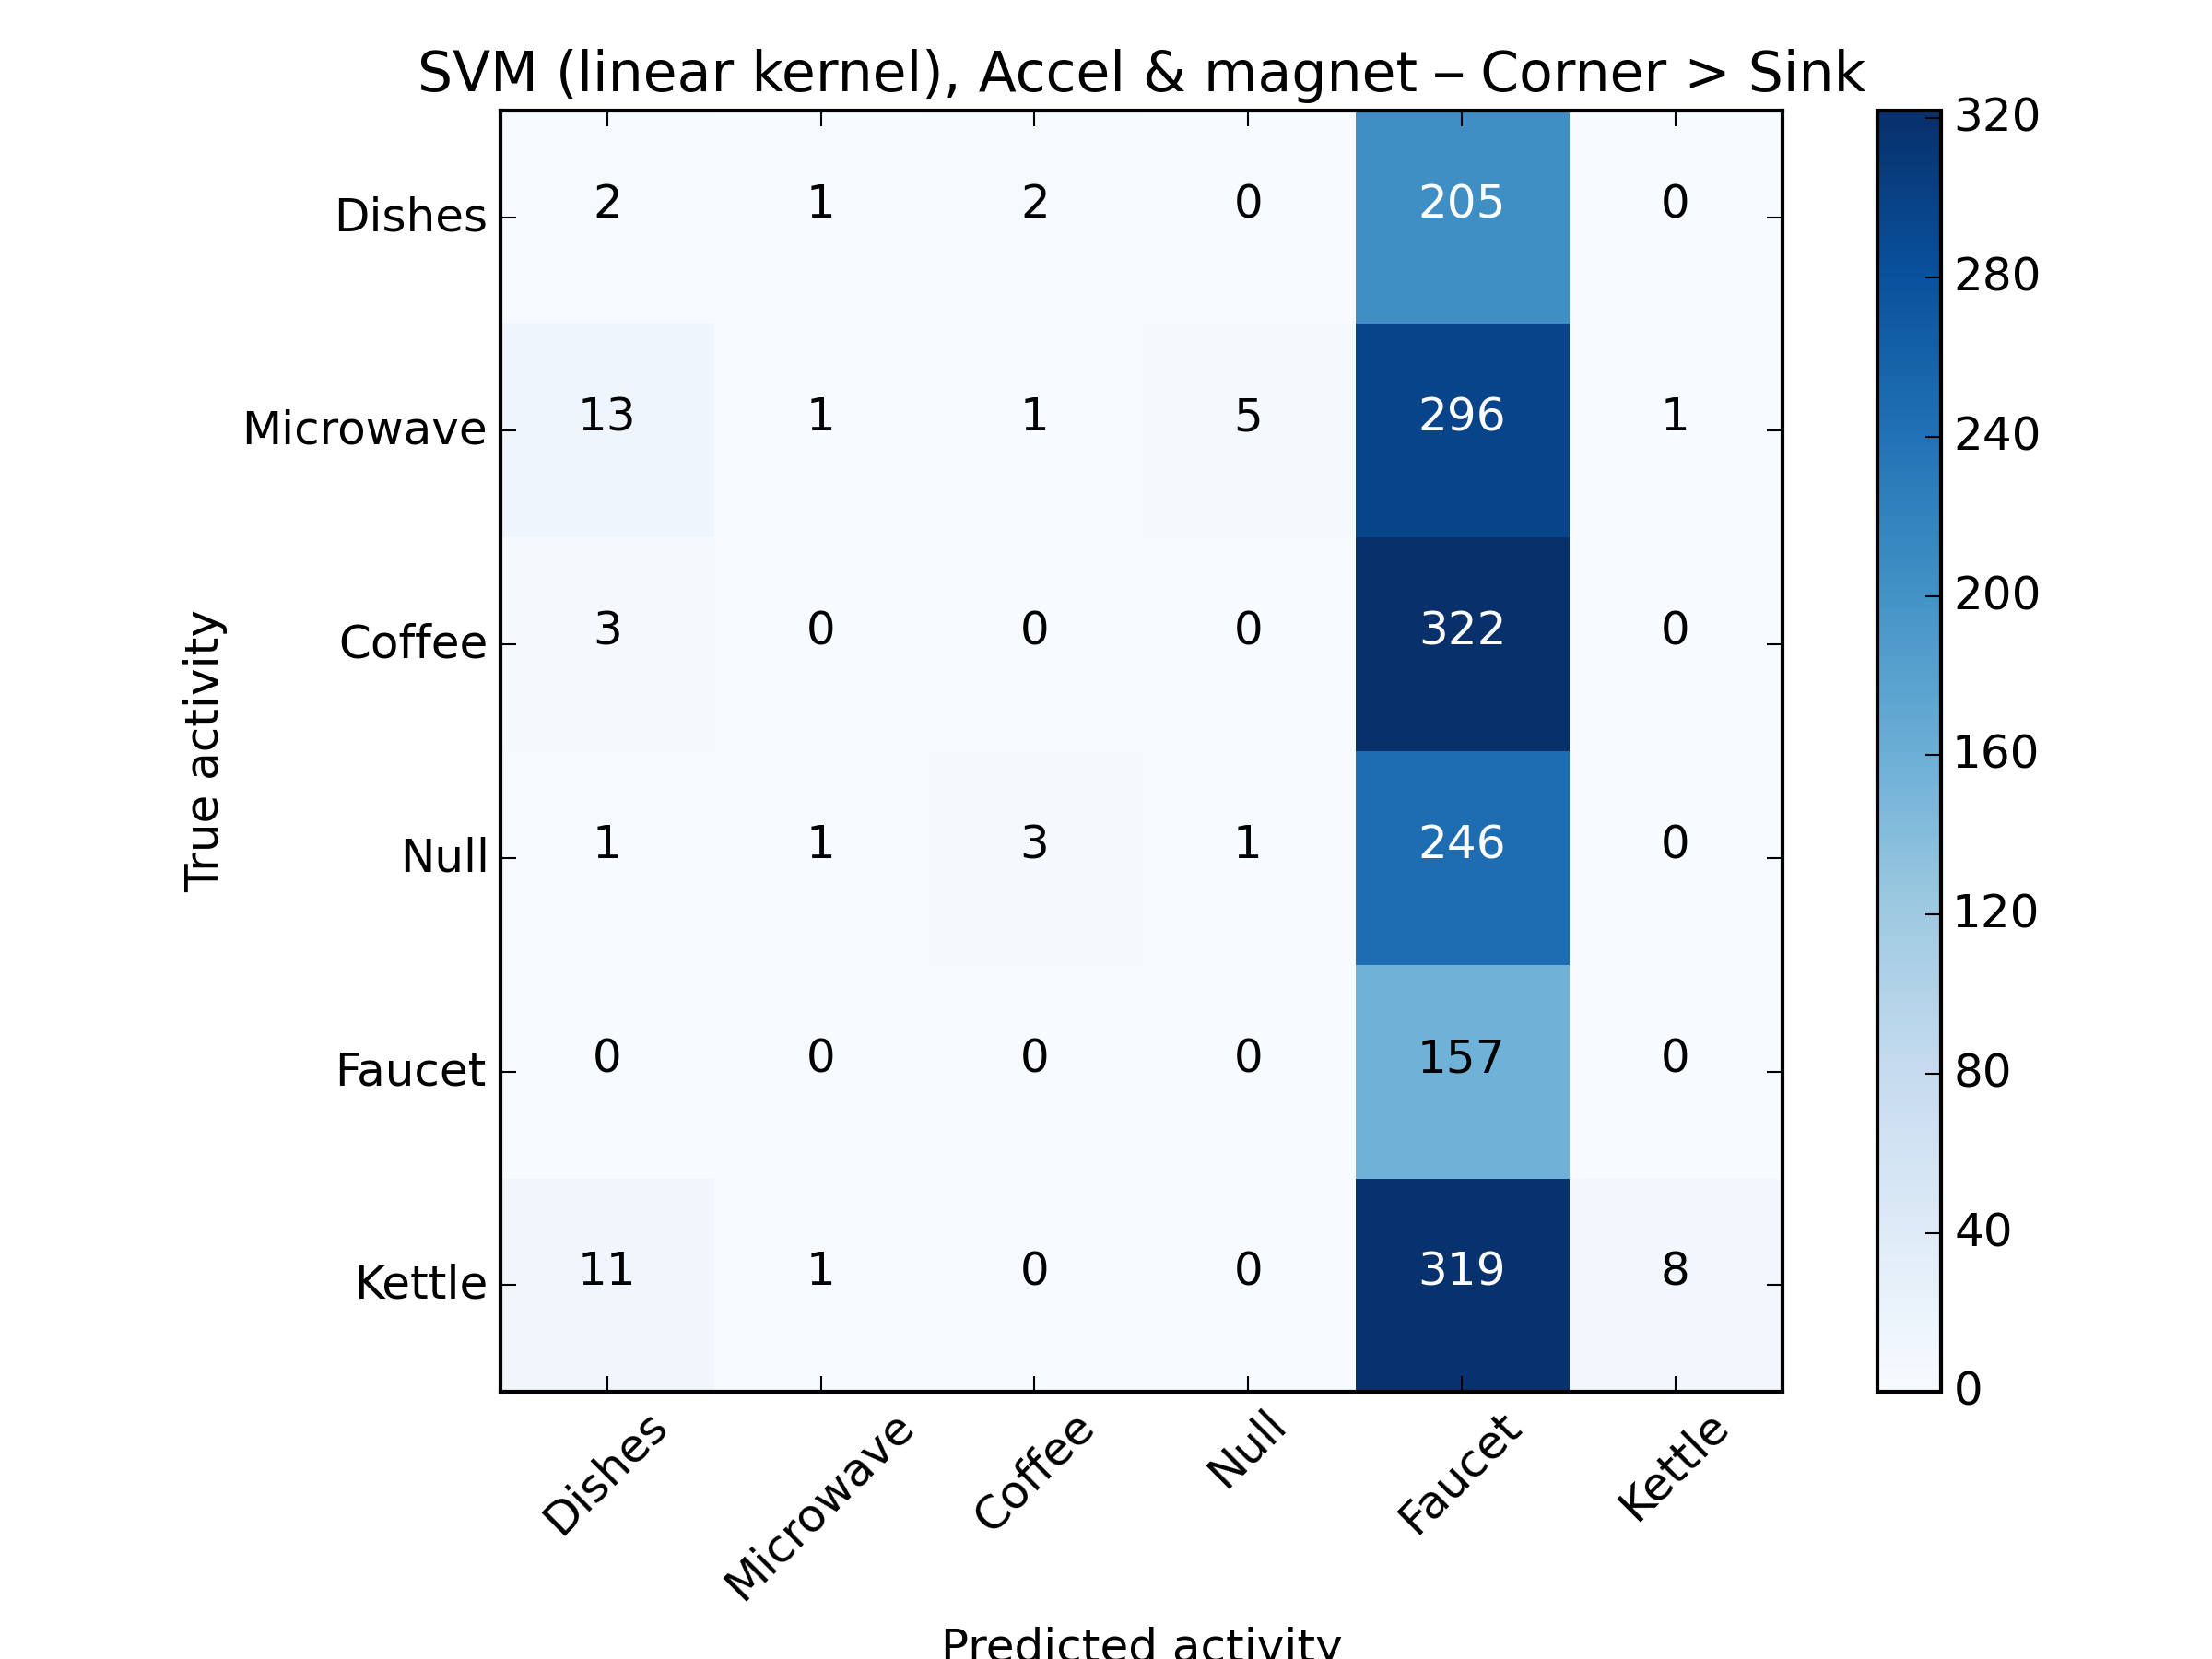 SVM (linear kernel), Accel & magnet – Corner > Sink
Dishes 2 1 2 0 205 0
Microwave 13 1 1 5 296 1
Coffee 3 0 0 0 322 0
Null 1 1 3 1 246 0
Faucet 0 0 0 0 157 0
Kettle 11 1 0 0 319 8
True activity
Dishes Microwave Coffee Null Faucet Kettle
Predicted activity
320
280
240
200
160
120
80
40
0